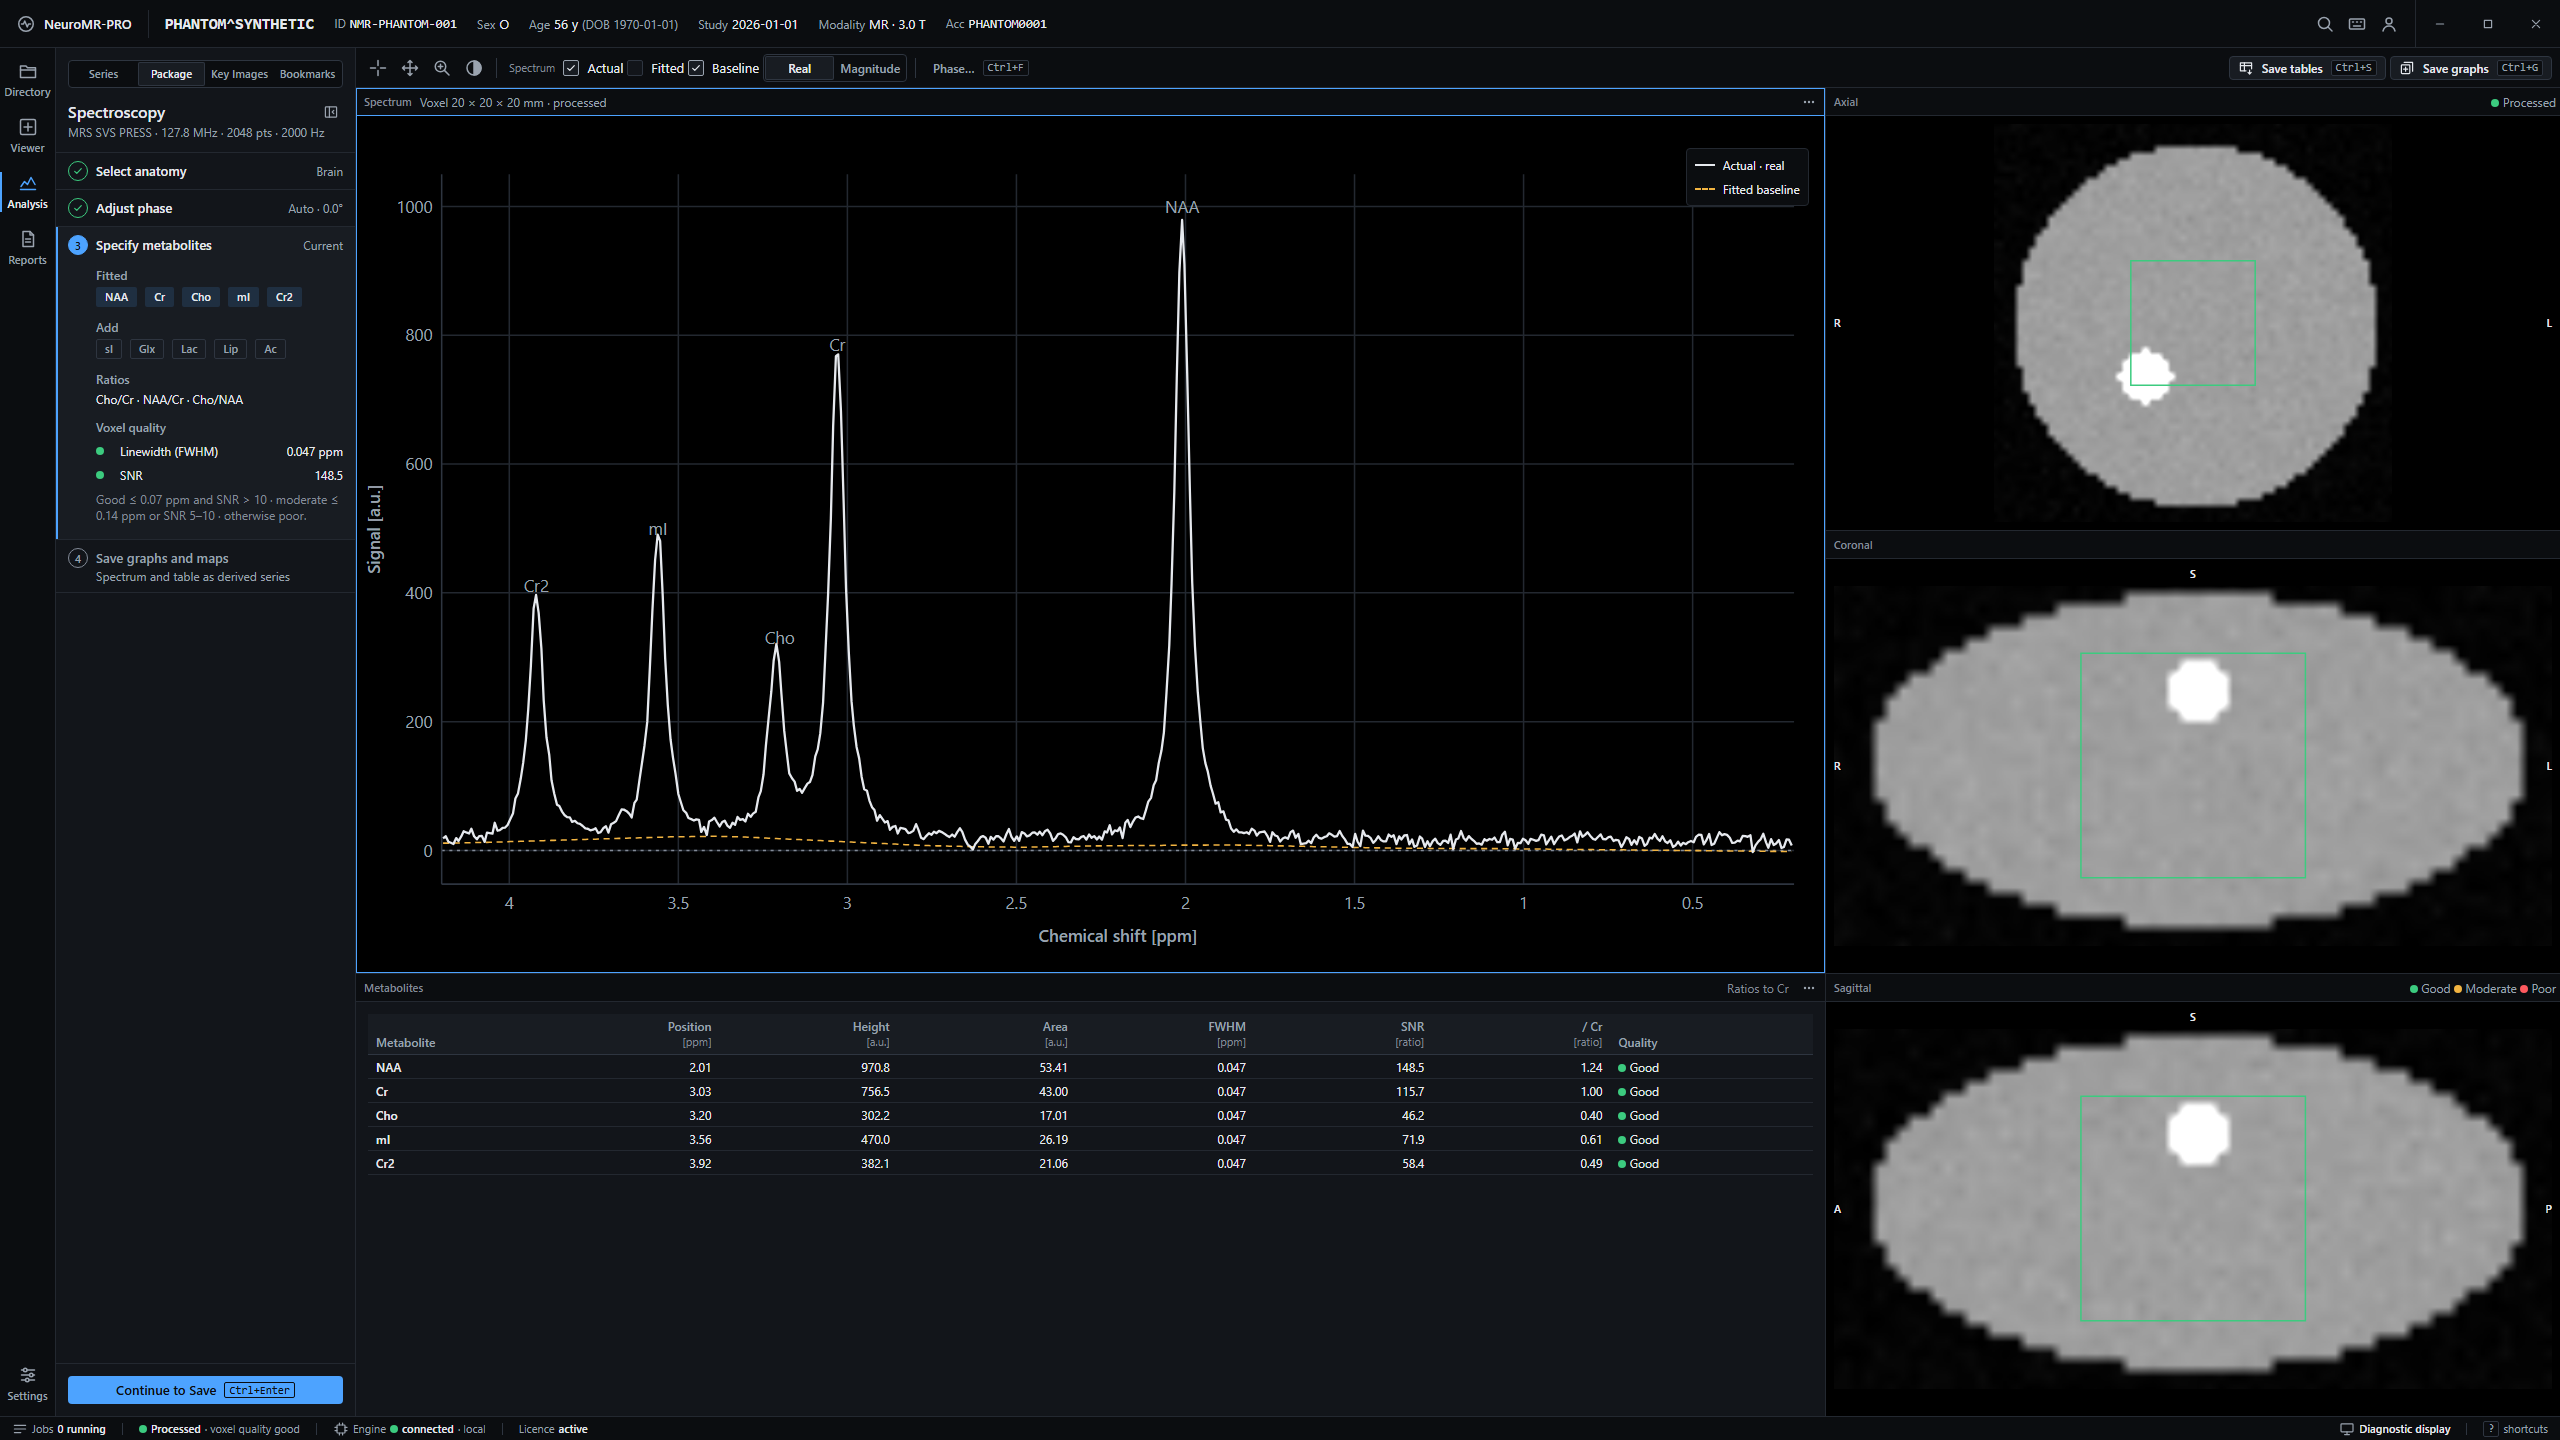 NeuroMR-PRO PHANTOM^SYNTHETIC ID NMR-PHANTOM-001 Sex O Age 56 y (DOB 1970-01-01) Study 2026-01-01 Modality MR · 3.0 T Acc PHANTOM0001
Directory
Viewer
Analysis
Reports
Settings
Series Package Key Images Bookmarks
Spectroscopy
MRS SVS PRESS · 127.8 MHz · 2048 pts · 2000 Hz
Select anatomy Brain
Adjust phase Auto · 0.0°
3 Specify metabolites Current
Fitted
NAA Cr Cho mI Cr2
Add
sI Glx Lac Lip Ac
Ratios
Cho/Cr · NAA/Cr · Cho/NAA
Voxel quality
Linewidth (FWHM) 0.047 ppm
SNR 148.5
Good ≤ 0.07 ppm and SNR > 10 · moderate ≤
0.14 ppm or SNR 5–10 · otherwise poor.
4 Save graphs and maps
Spectrum and table as derived series
Continue to Save Ctrl+Enter
Spectrum Actual Fitted Baseline Real Magnitude Phase... Ctrl+F Save tables Ctrl+S Save graphs Ctrl+G
Spectrum Voxel 20 × 20 × 20 mm · processed
Actual · real
Fitted baseline
1000
800
600
400
200
0
Signal [a.u.]
Cr2
mI
Cho
Cr
NAA
4 3.5 3 2.5 2 1.5 1 0.5
Chemical shift [ppm]
Metabolites Ratios to Cr
Metabolite Position [ppm] Height [a.u.] Area [a.u.] FWHM [ppm] SNR [ratio] / Cr [ratio] Quality
NAA 2.01 970.8 53.41 0.047 148.5 1.24 Good
Cr 3.03 756.5 43.00 0.047 115.7 1.00 Good
Cho 3.20 302.2 17.01 0.047 46.2 0.40 Good
mI 3.56 470.0 26.19 0.047 71.9 0.61 Good
Cr2 3.92 382.1 21.06 0.047 58.4 0.49 Good
Axial Processed
R L
Coronal
S
R L
Sagittal Good Moderate Poor
S
A P
Jobs 0 running Processed · voxel quality good Engine connected · local Licence active Diagnostic display ? shortcuts